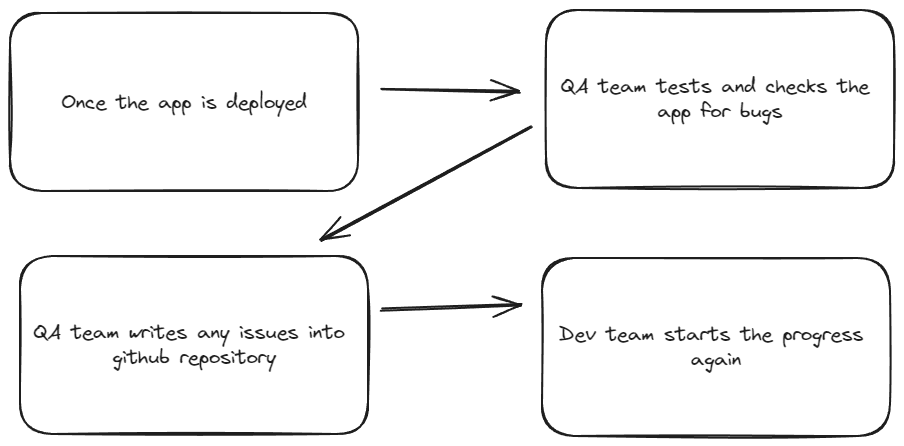 Once the app is deployed
QA team tests and checks the
app for bugs
QA team writes any issues into
github repository
Dev team starts the progress
again